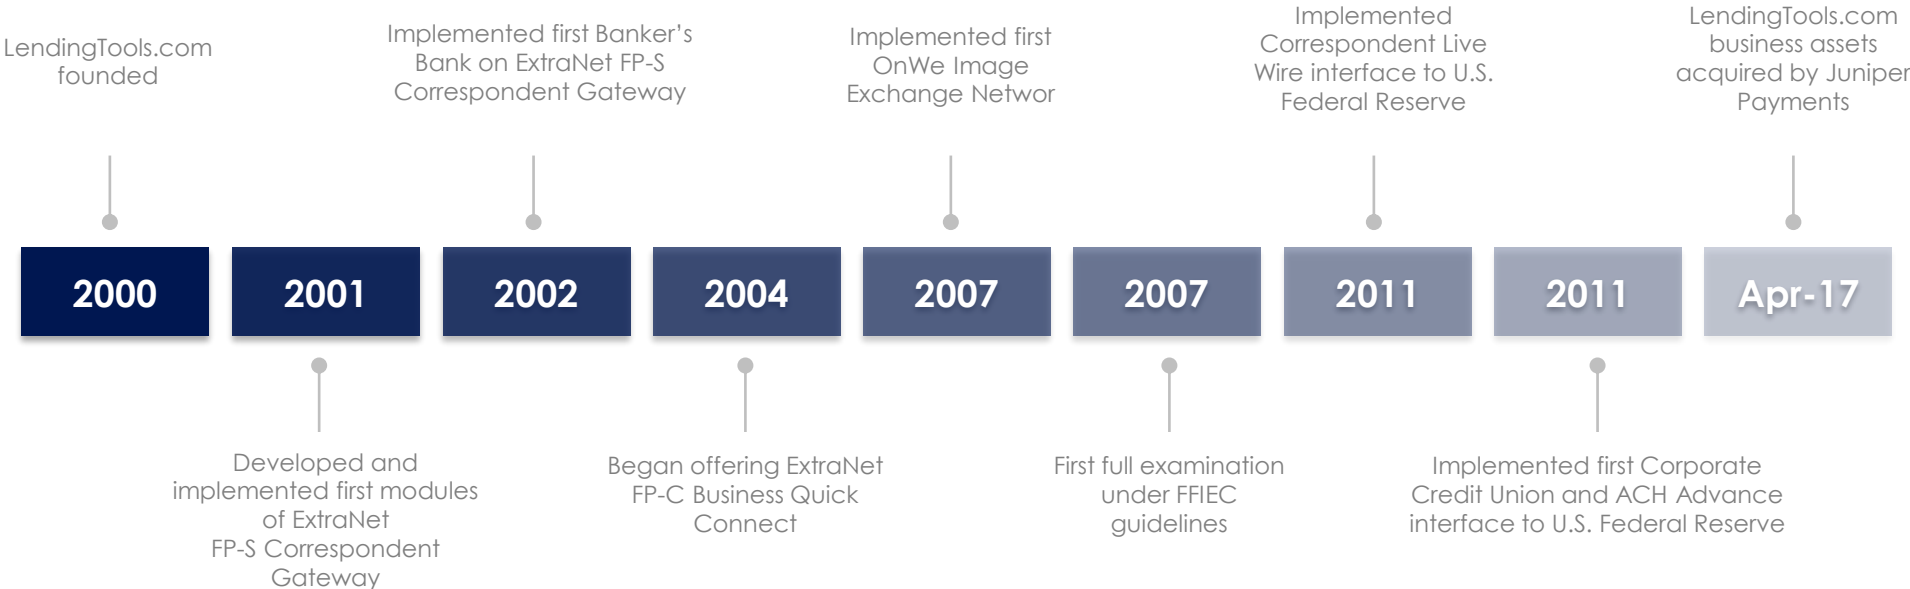 LendingTools.com
founded
Implemented first Banker’s
Bank on ExtraNet FP-S
Correspondent Gateway
Implemented first
OnWe Image
Exchange Networ
Implemented
Correspondent Live
Wire interface to U.S.
Federal Reserve
LendingTools.com
business assets
acquired by Juniper
Payments
2000
2001
2002
2004
2007
2007
2011
2011
Apr-17
Developed and
implemented first modules
of ExtraNet
FP-S Correspondent
Gateway
Began offering ExtraNet
FP-C Business Quick
Connect
First full examination
under FFIEC
guidelines
Implemented first Corporate
Credit Union and ACH Advance
interface to U.S. Federal Reserve